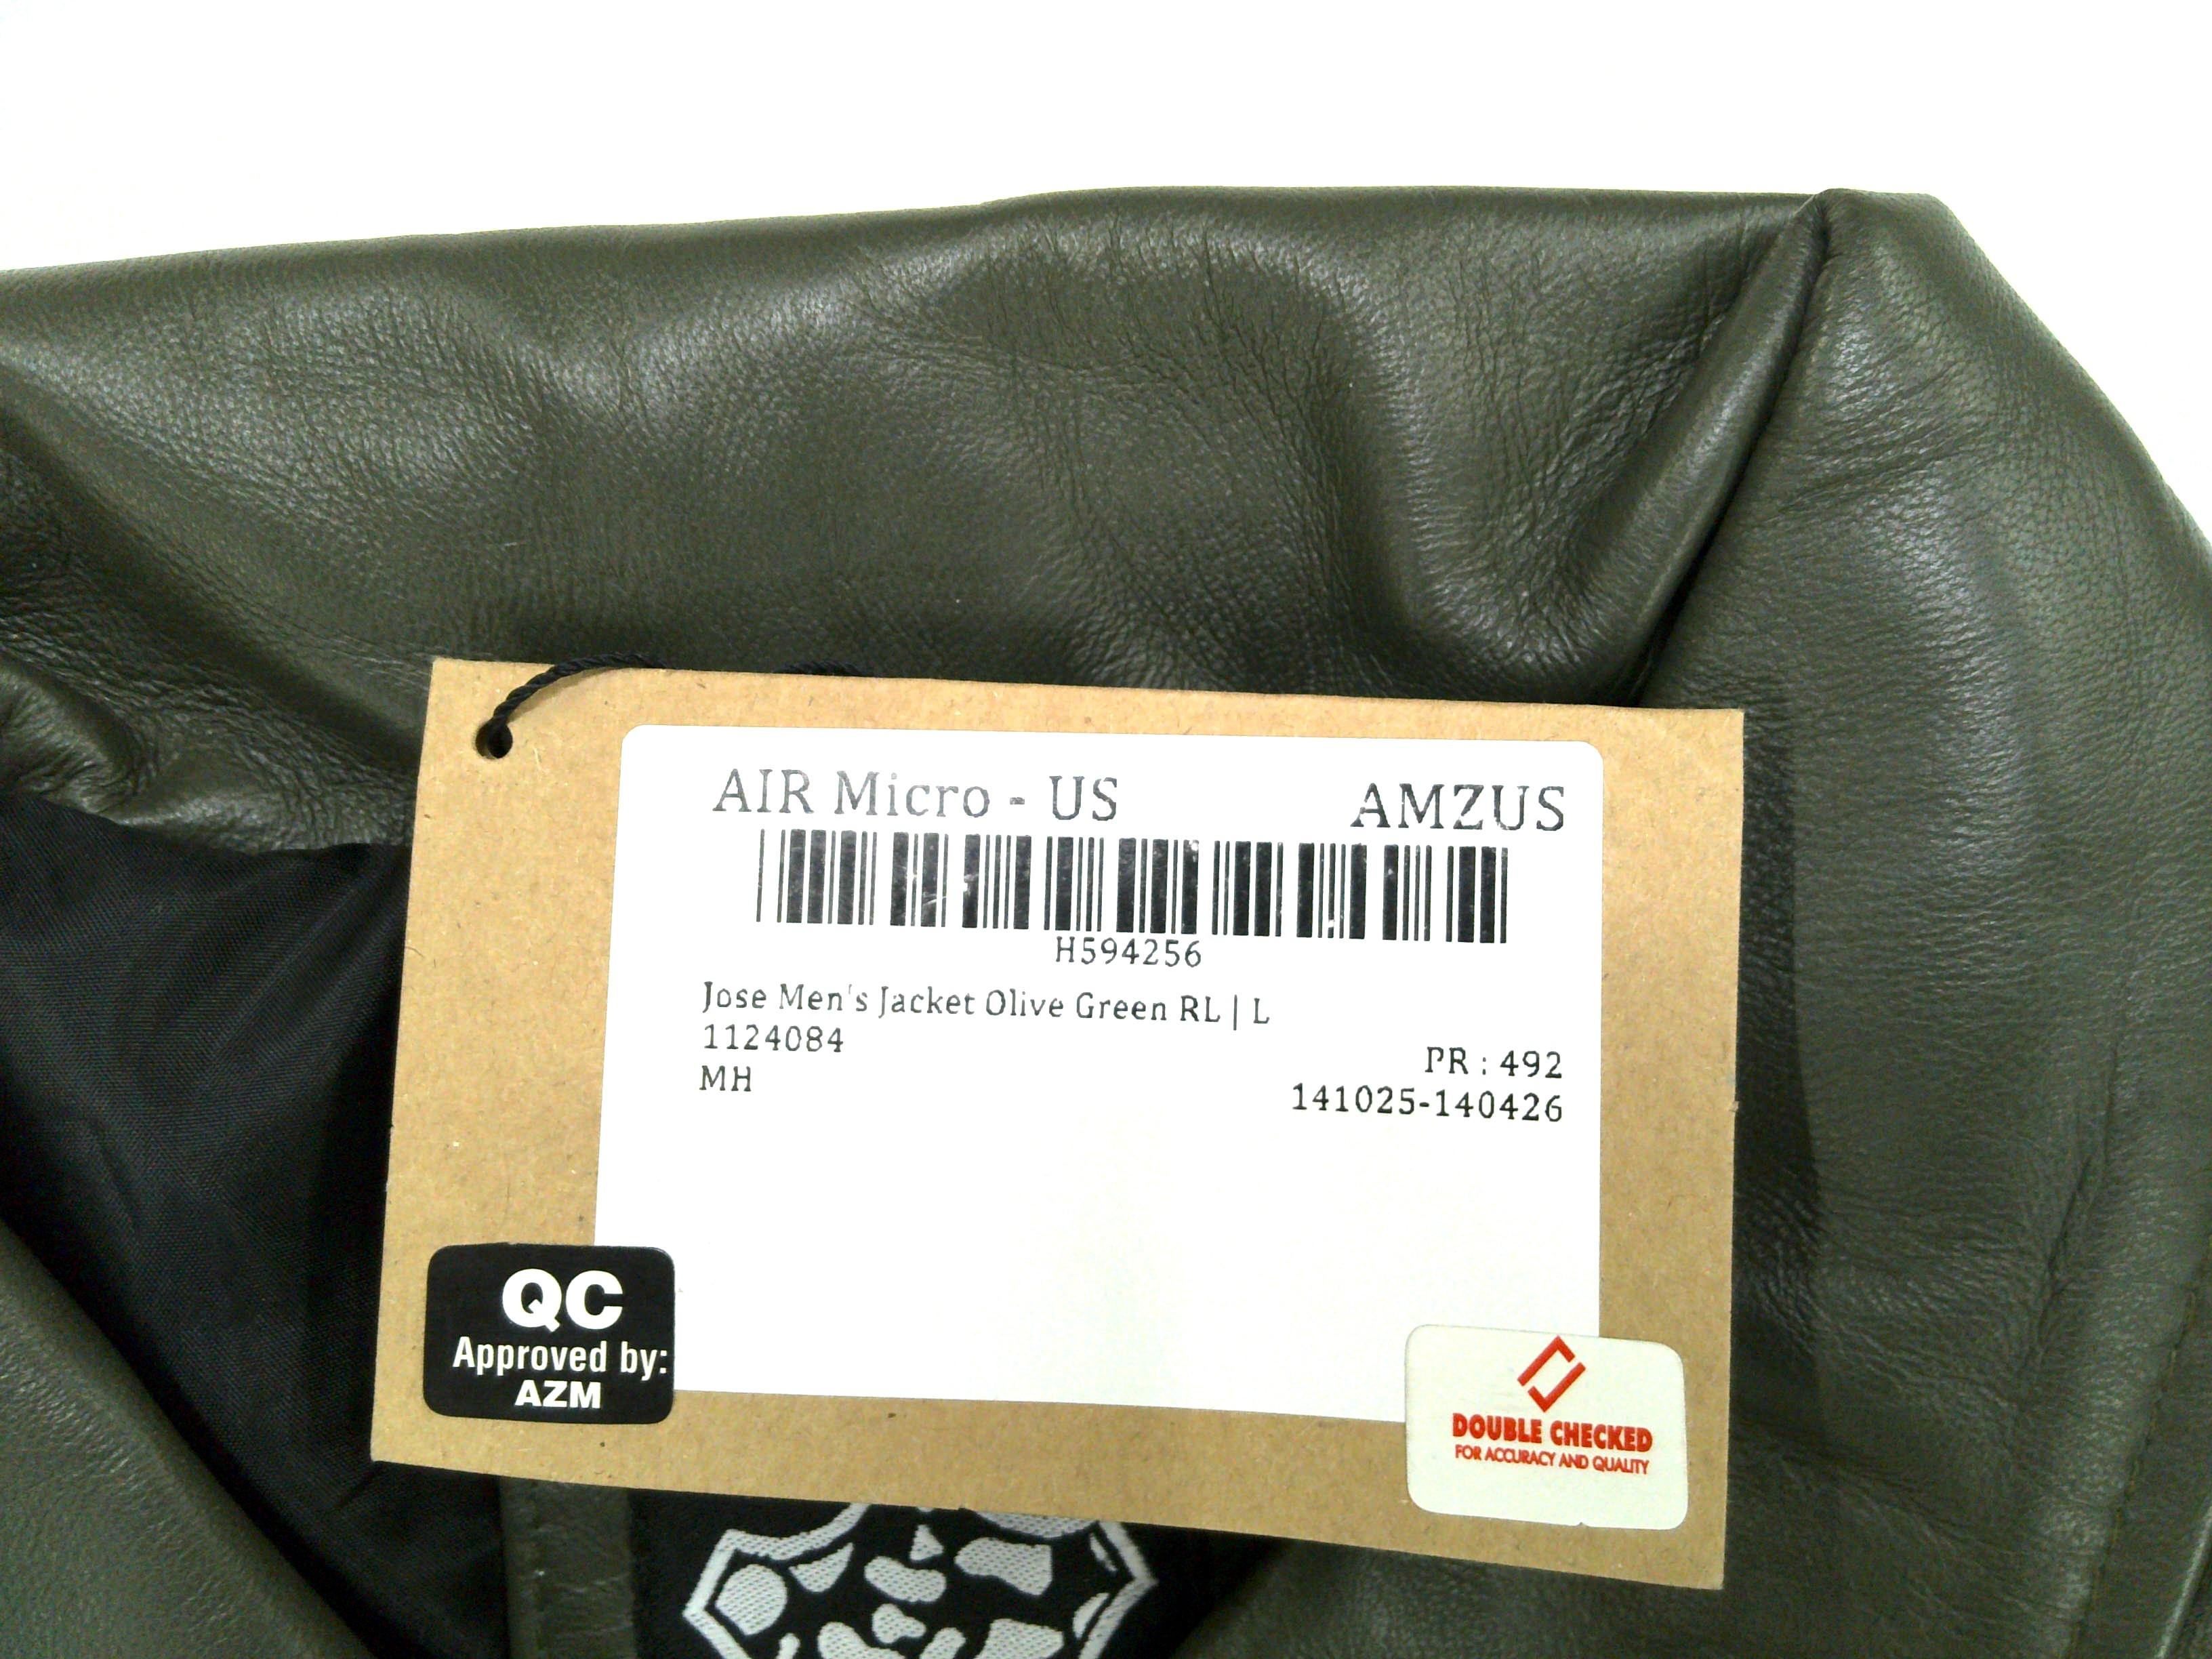 AIR Micro - US AMZUS
H594256
Jose Men's Jacket Olive Green RL | L
1124084
PR : 492
MH
141025-140426
QC
Approved by:
AZM
DOUBLE CHECKED
FOR ACCURACY AND QUALITY